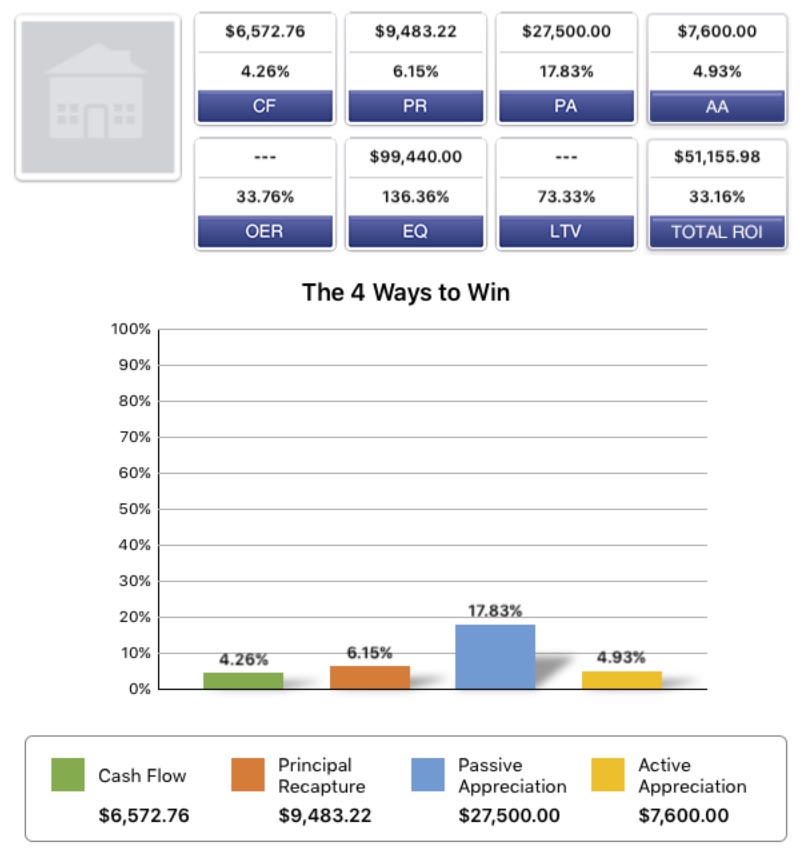 $6,572.76
4.26%
CF
$9,483.22
6.15%
PR
$27,500.00
17.83%
PA
$7,600.00
4.93%
AA
---
33.76%
OER
$99,440.00
136.36%
EQ
---
73.33%
LTV
$51,155.98
33.16%
TOTAL ROI
The 4 Ways to Win
100%
90%
80%
70%
60%
50%
40%
30%
20%
10%
0%
4.26%
6.15%
17.83%
4.93%
Cash Flow
$6,572.76
Principal
Recapture
$9,483.22
Passive
Appreciation
$27,500.00
Active
Appreciation
$7,600.00